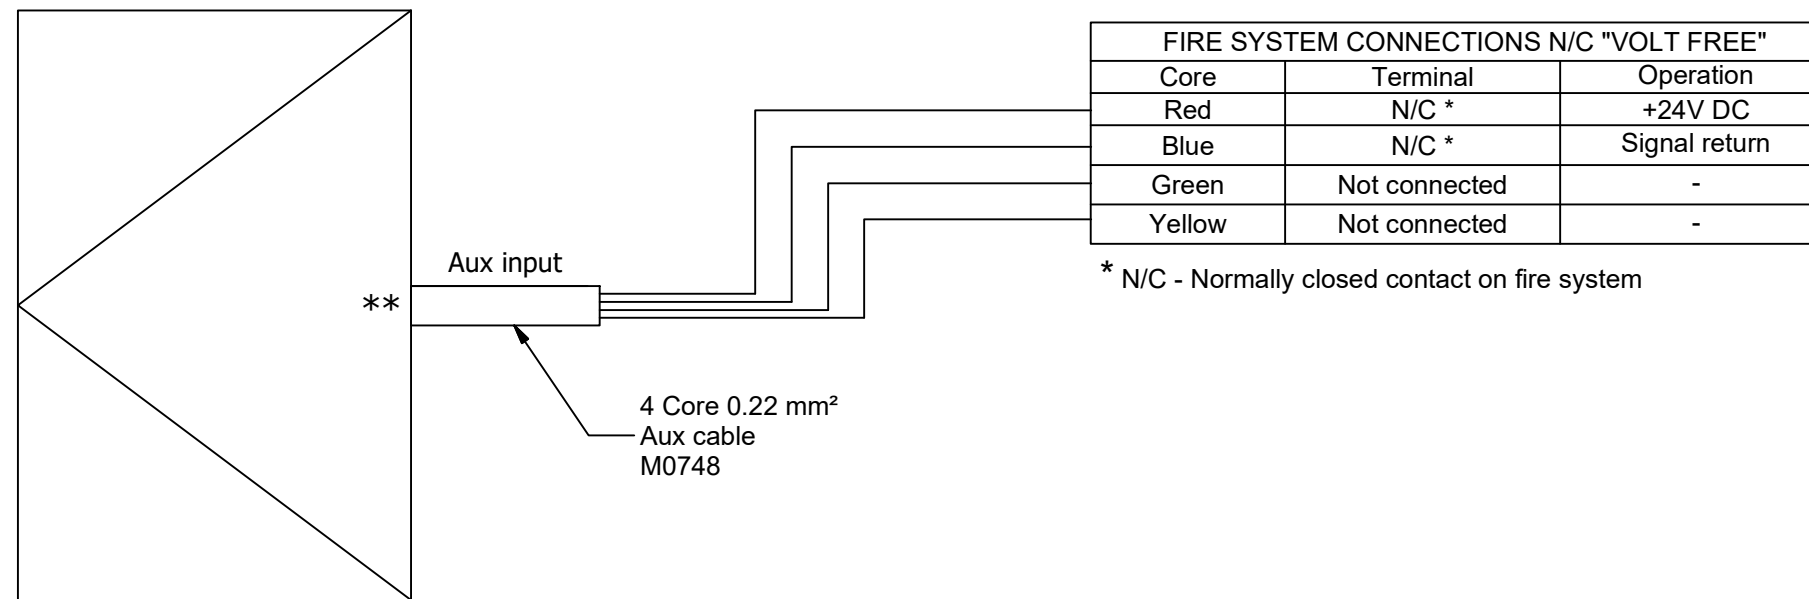 FIRE SYSTEM CONNECTIONS N/C "VOLT FREE"
Core Terminal Operation
Red N/C * +24V DC
Blue N/C * Signal return
Green Not connected -
Yellow Not connected -
* N/C - Normally closed contact on fire system
Aux input
**
4 Core 0.22 mm²
Aux cable
M0748